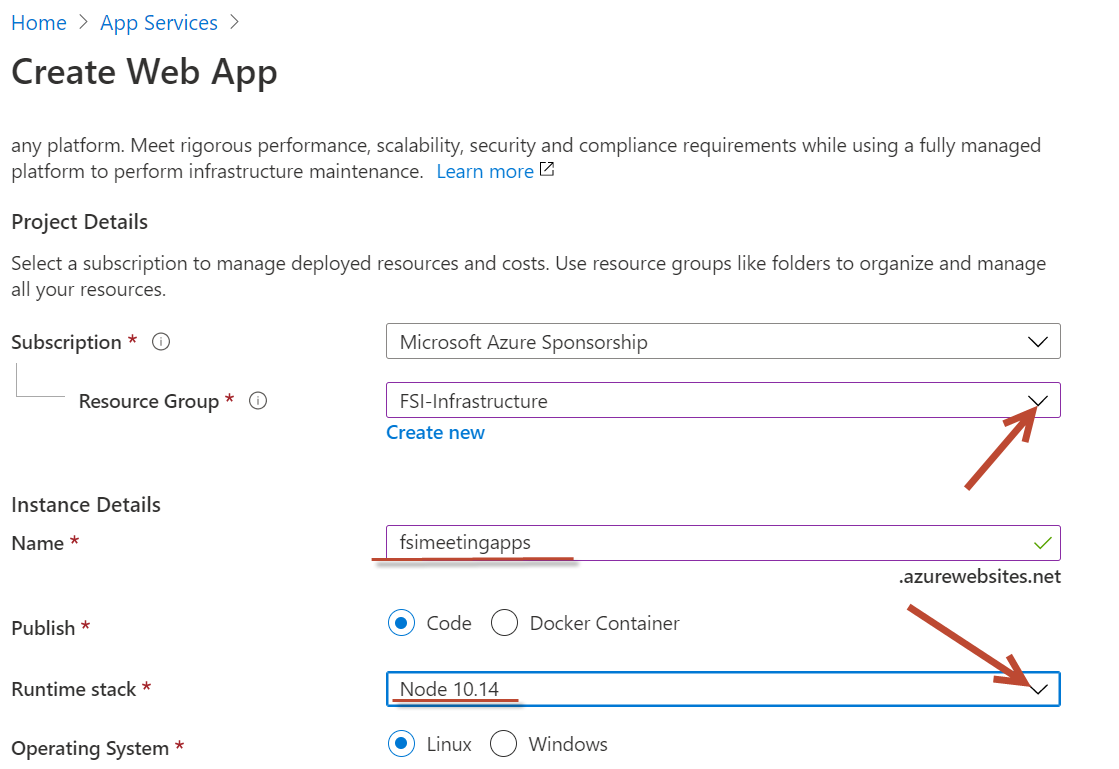 Home > App Services >
Create Web App
any platform. Meet rigorous performance, scalability, security and compliance requirements while using a fully managed
platform to perform infrastructure maintenance. Learn more
Project Details
Select a subscription to manage deployed resources and costs. Use resource groups like folders to organize and manage
all your resources.
Subscription * Microsoft Azure Sponsorship
Resource Group * FSI-Infrastructure
Create new
Instance Details
Name * fsimeetingapps
.azurewebsites.net
Publish * Code Docker Container
Runtime stack * Node 10.14
Operating System * Linux Windows